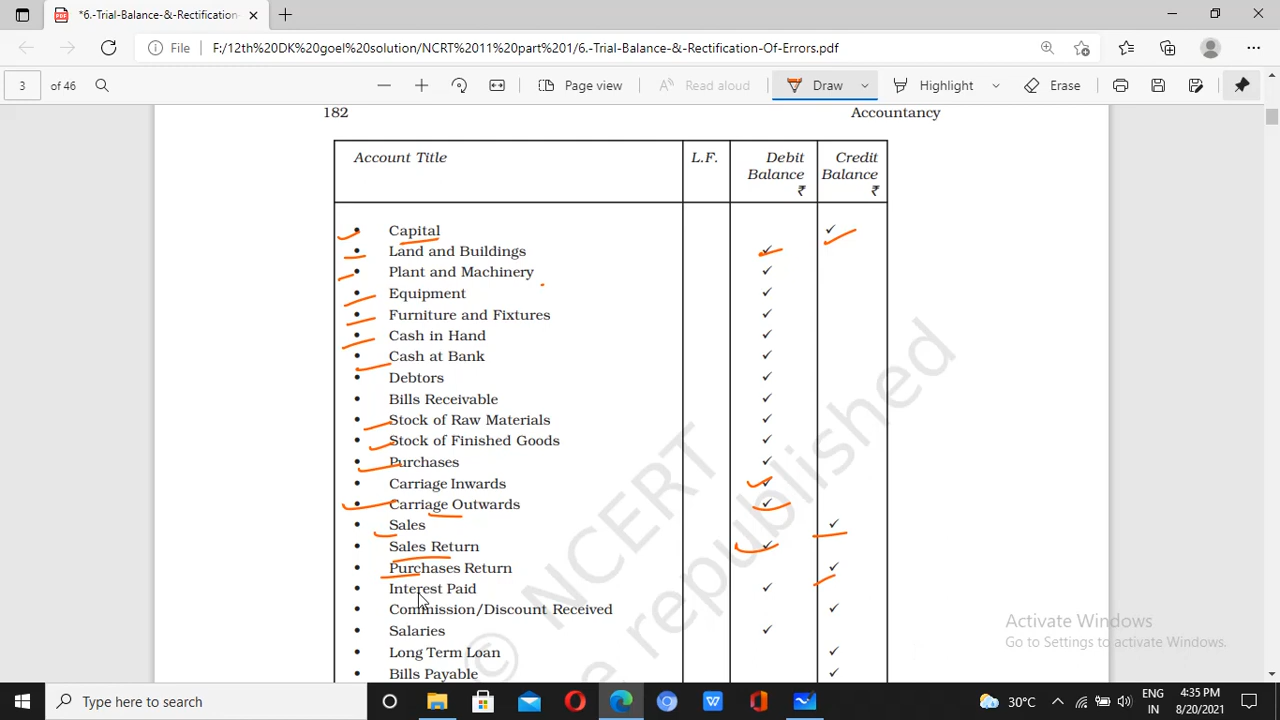 *6.-Trial-Balance-&-Rectification-
File F:/12th%20DK%20goel%20solution/NCRT%2011%20part%201/6.-Trial-Balance-&-Rectification-Of-Errors.pdf
3 of 46 Page view Read aloud Draw Highlight Erase
182 Accountancy
Account Title L.F. Debit Balance ₹ Credit Balance ₹
• Capital ✓
• Land and Buildings ✓
• Plant and Machinery ✓
• Equipment ✓
• Furniture and Fixtures ✓
• Cash in Hand ✓
• Cash at Bank ✓
• Debtors ✓
• Bills Receivable ✓
• Stock of Raw Materials ✓
• Stock of Finished Goods ✓
• Purchases ✓
• Carriage Inwards ✓
• Carriage Outwards ✓
• Sales ✓
• Sales Return ✓
• Purchases Return ✓
• Interest Paid ✓
• Commission/Discount Received ✓
• Salaries ✓
• Long Term Loan ✓
• Bills Payable ✓
© NCERT
be republished
Activate Windows
Go to Settings to activate Windows.
Type here to search
30°C
ENG
IN
4:35 PM
8/20/2021